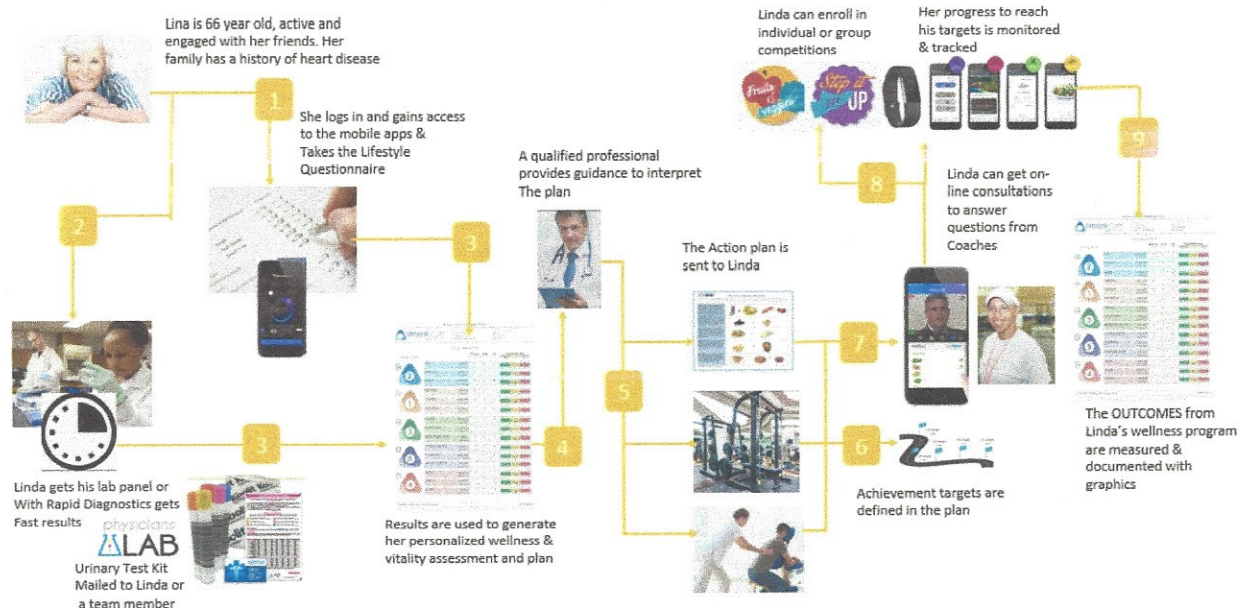 Lina is 66 year old, active and
engaged with her friends. Her
family has a history of heart disease
1
She logs in and gains access
to the mobile apps &
Takes the Lifestyle
Questionnaire
2
3
Linda gets his lab panel or
With Rapid Diagnostics gets
Fast results
physicians
LAB
Urinary Test Kit
Mailed to Linda or
a team member
3
Results are used to generate
her personalized wellness &
vitality assessment and plan
4
A qualified professional
provides guidance to interpret
The plan
5
The Action plan is
sent to Linda
6
Achievement targets are
defined in the plan
7
Linda can get on-
line consultations
to answer
questions from
Coaches
8
Linda can enroll in
individual or group
competitions
Fruits
veggies
Step it
UP
Her progress to reach
his targets is monitored
& tracked
9
The OUTCOMES from
Linda's wellness program
are measured &
documented with
graphics